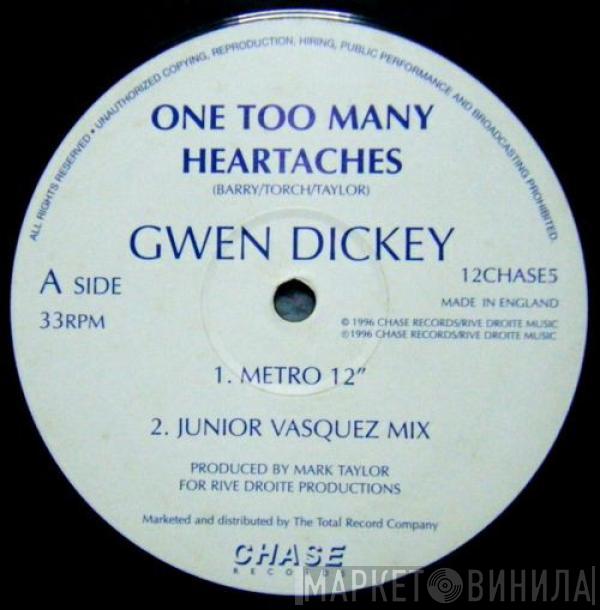 ALL RIGHTS RESERVED • UNAUTHORIZED COPYING, REPRODUCTION, HIRING, PUBLIC PERFORMANCE AND BROADCASTING PROHIBITED.
ONE TOO MANY
HEARTACHES
(BARRY/TORCH/TAYLOR)
GWEN DICKEY
A SIDE
33RPM
12CHASE5
MADE IN ENGLAND
© 1996 CHASE RECORDS/RIVE DROITE MUSIC
℗ 1996 CHASE RECORDS/RIVE DROITE MUSIC
1. METRO 12”
2. JUNIOR VASQUEZ MIX
PRODUCED BY MARK TAYLOR
FOR RIVE DROITE PRODUCTIONS
Marketed and distributed by The Total Record Company
CHASE
RECORDS
МАРКЕТ ВИНИЛА